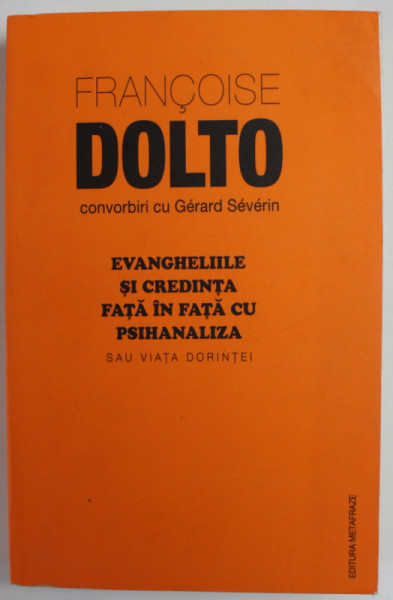 FRANÇOISE
DOLTO
convorbiri cu Gérard Sévérin
EVANGHELIILE
ȘI CREDINȚA
FAȚĂ ÎN FAȚĂ CU
PSIHANALIZA
SAU VIAȚA DORINȚEI
EDITURA METAFRAZE